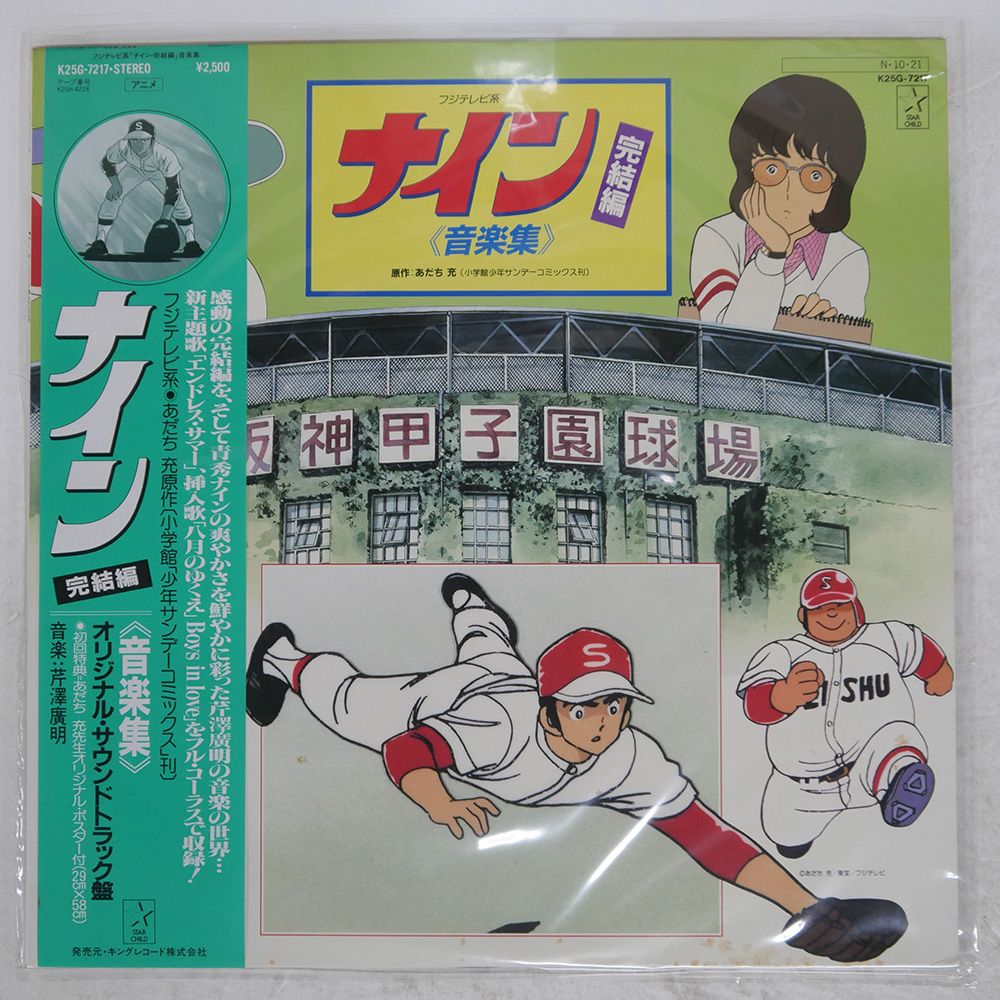 フジテレビ系「ナイン・完結編」音楽集
K25G-7217・STEREO ¥2,500
テープ番号
K25H-4228
アニメ
S
ナイン
完結編
《音楽集》
フジテレビ系●あだち 充原作〔小学館「少年サンデーコミックス」刊〕
オリジナル・サウンドトラック盤
●初回特典=あだち 充先生オリジナル・ポスター付(29cm×58cm)
音楽:芹澤廣明
STAR
CHILD
発売元・キングレコード株式会社
感動の完結編を、そして青秀ナインの爽やかさを鮮やかに彩った芹澤廣明の音楽の世界…
新主題歌「エンドレス・サマー」、挿入歌「八月のゆくえ」「Boys in love」をフル・コーラスで収録!
フジテレビ系
ナイン
完結編
《音楽集》
原作:あだち 充(小学館少年サンデーコミックス刊)
N・10・21
K25G-7217
STAR
CHILD
阪神甲子園球場
S
S
EISHU
©あだち 充/東宝/フジテレビ